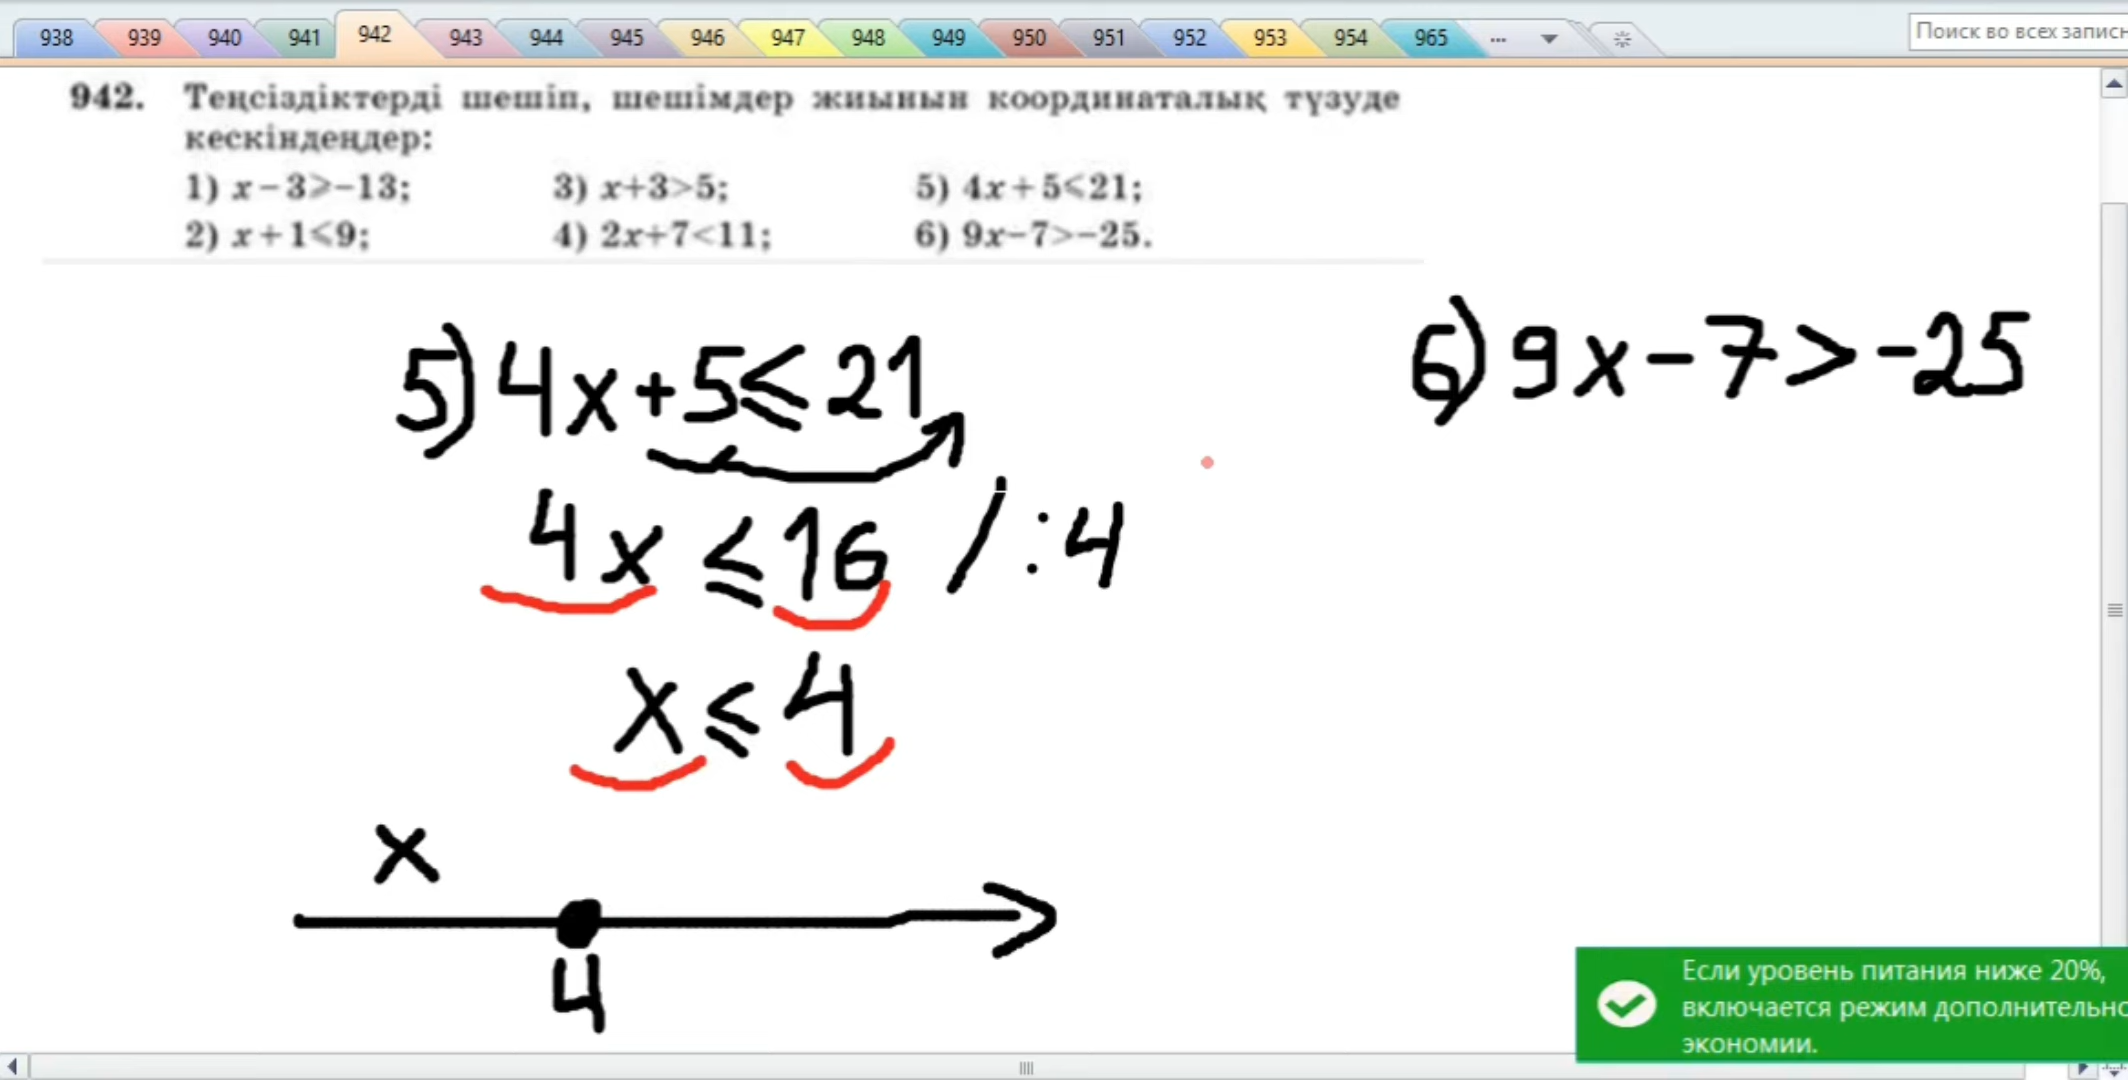 938 939 940 941 942 943 944 945 946 947 948 949 950 951 952 953 954 965 ...
Поиск во всех
942. Теңсіздіктерді шешіп, шешімдер жиынын координаталық түзуде
кескіндеңдер:
1) x−3⩾−13; 3) x+3>5; 5) 4x+5⩽21;
2) x+1⩽9; 4) 2x+7<11; 6) 9x−7>−25.
5) 4x+5≤21
4x ≤ 16 / :4
x ≤ 4
x
4
6) 9x−7>−25
Если уровень питания ниже 20%,
включается режим
экономии.